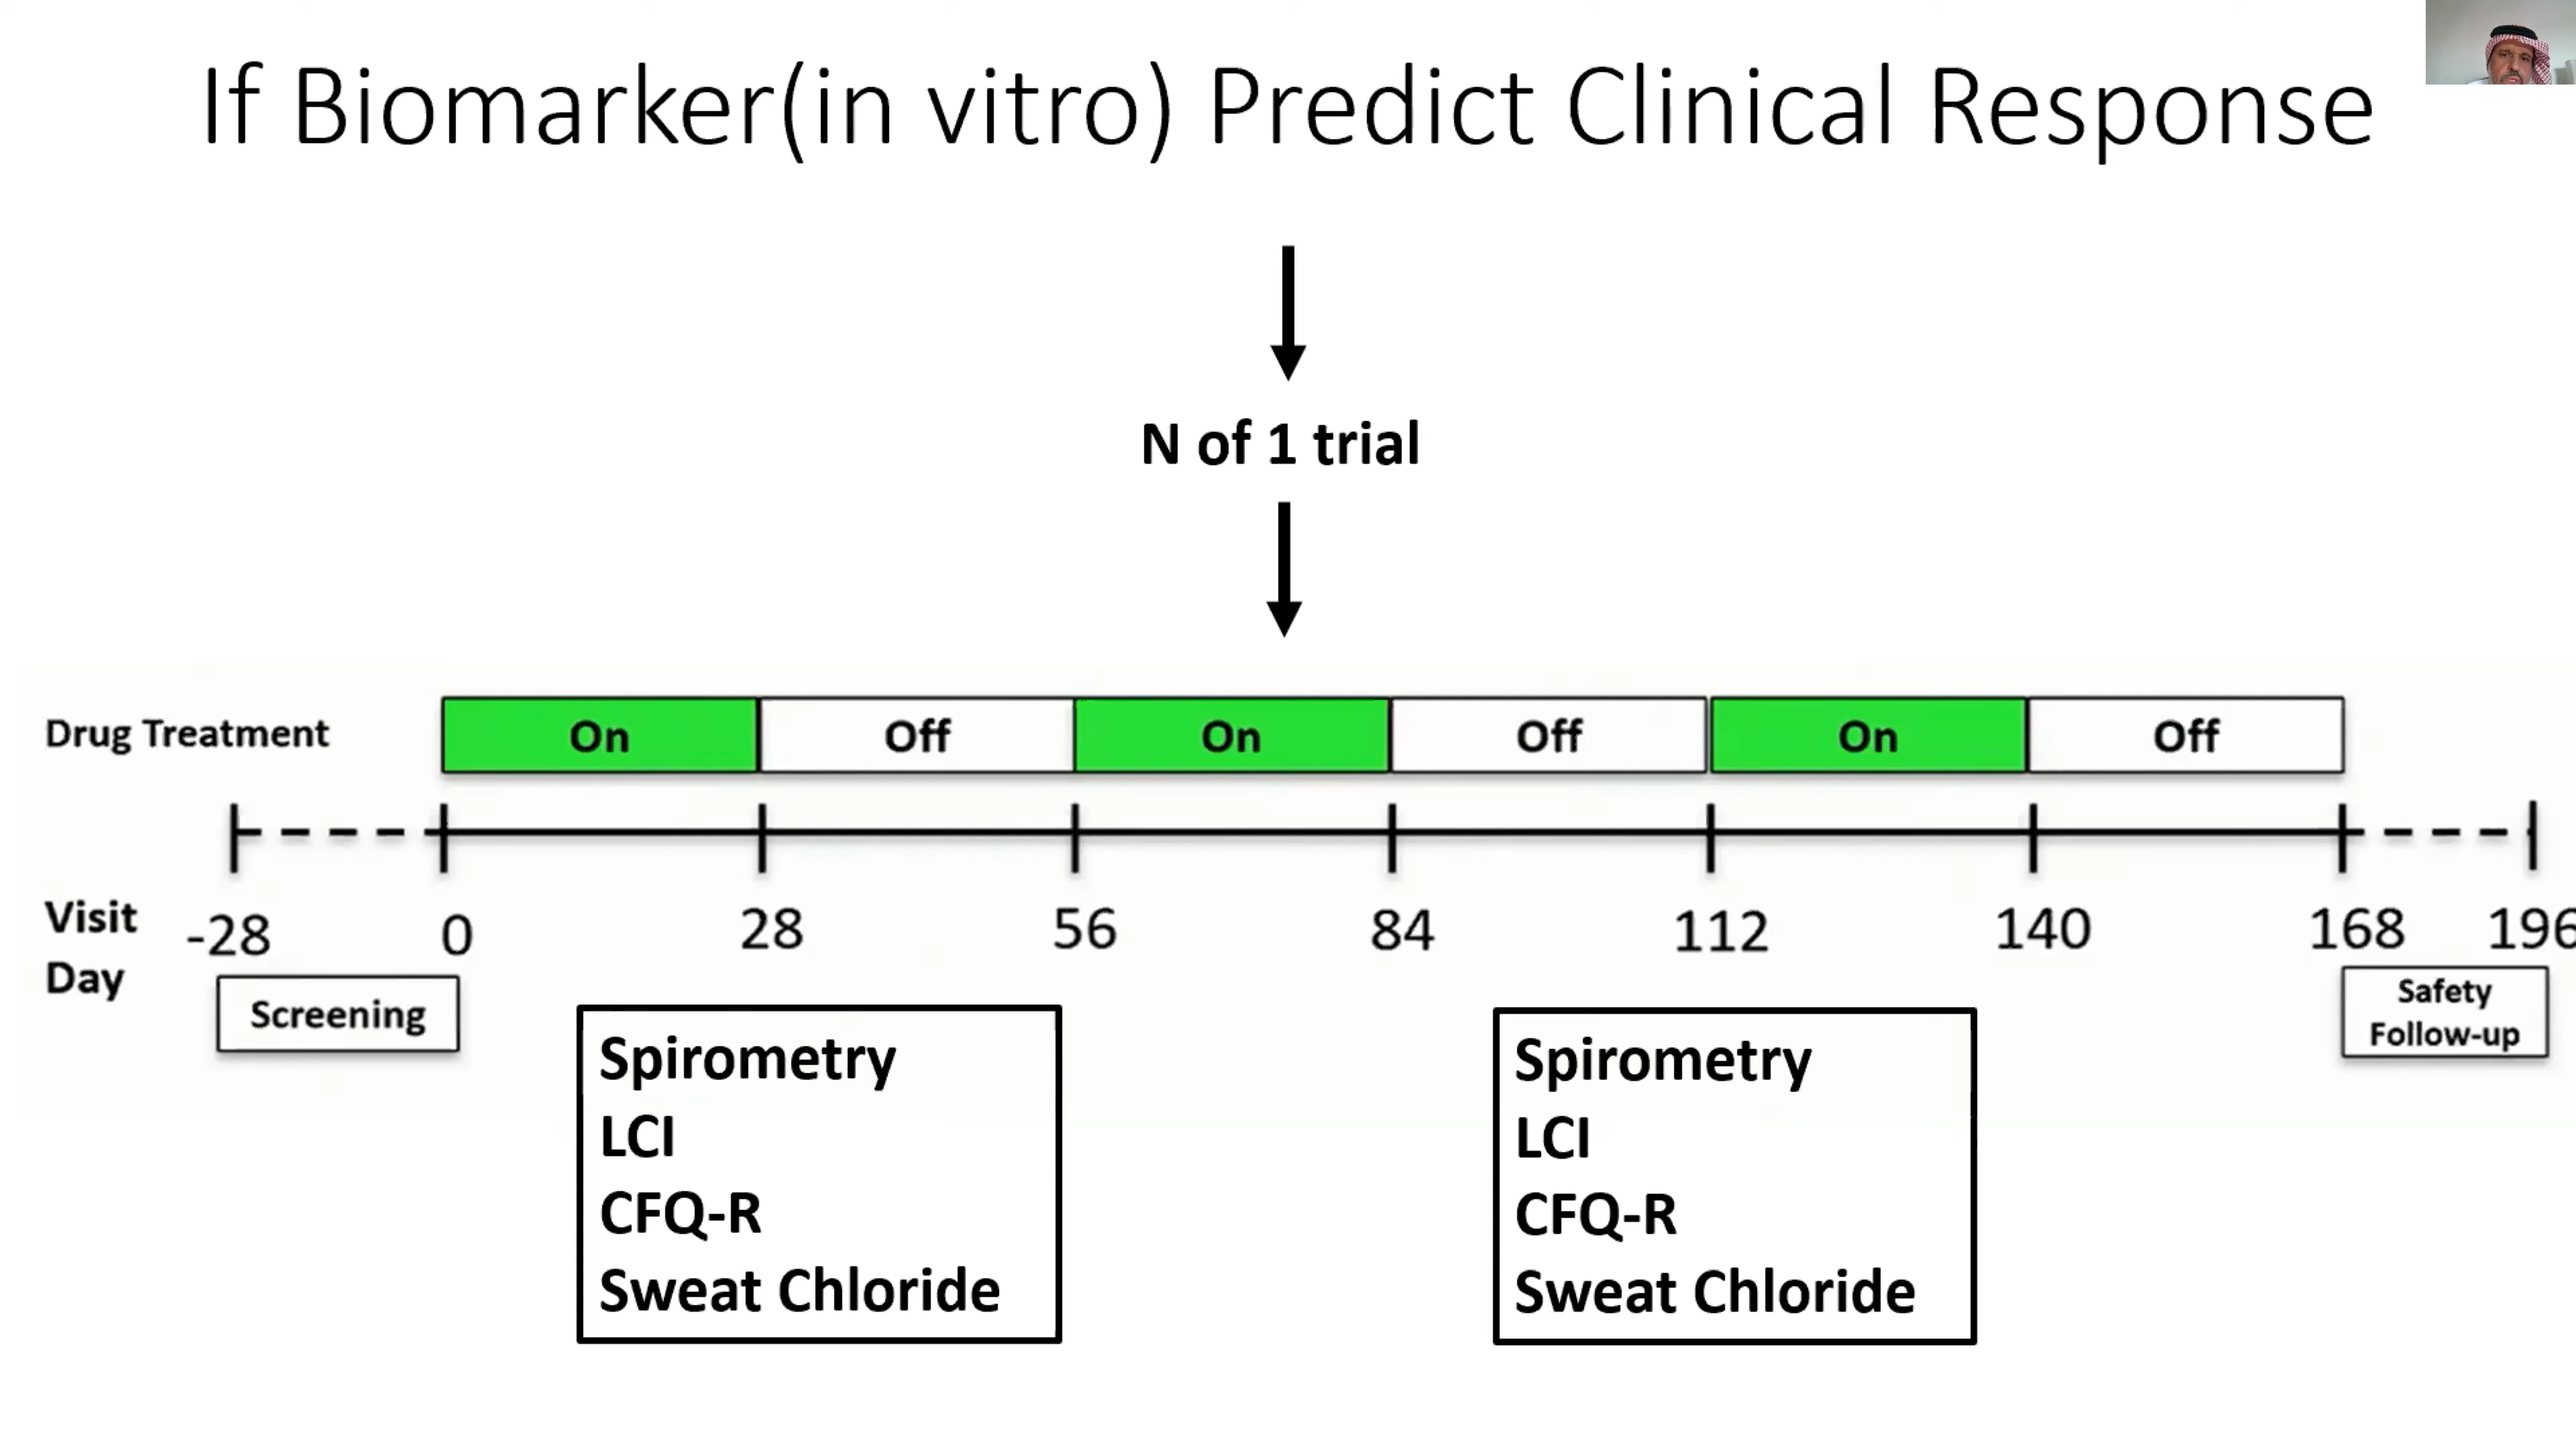 If Biomarker(in vitro) Predict Clinical Response
N of 1 trial
Drug Treatment
On Off On Off On Off
Visit Day
-28 0 28 56 84 112 140 168 196
Screening
Safety
Follow-up
Spirometry
LCI
CFQ-R
Sweat Chloride
Spirometry
LCI
CFQ-R
Sweat Chloride